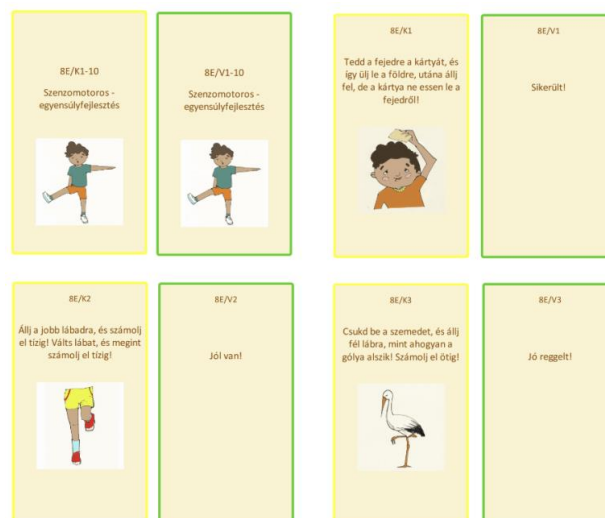 8E/K1-10
Szenzomotoros -
egyensúlyfejlesztés
8E/V1-10
Szenzomotoros -
egyensúlyfejlesztés
8E/K1
Tedd a fejedre a kártyát, és
így ülj le a földre, utána állj
fel, de a kártya ne essen le a
fejedről!
8E/V1
Sikerült!
8E/K2
Állj a jobb lábadra, és számolj
el tízig! Válts lábat, és megint
számolj el tízig!
8E/V2
Jól van!
8E/K3
Csukd be a szemedet, és állj
fél lábra, mint ahogyan a
gólya alszik! Számolj el ötig!
8E/V3
Jó reggelt!